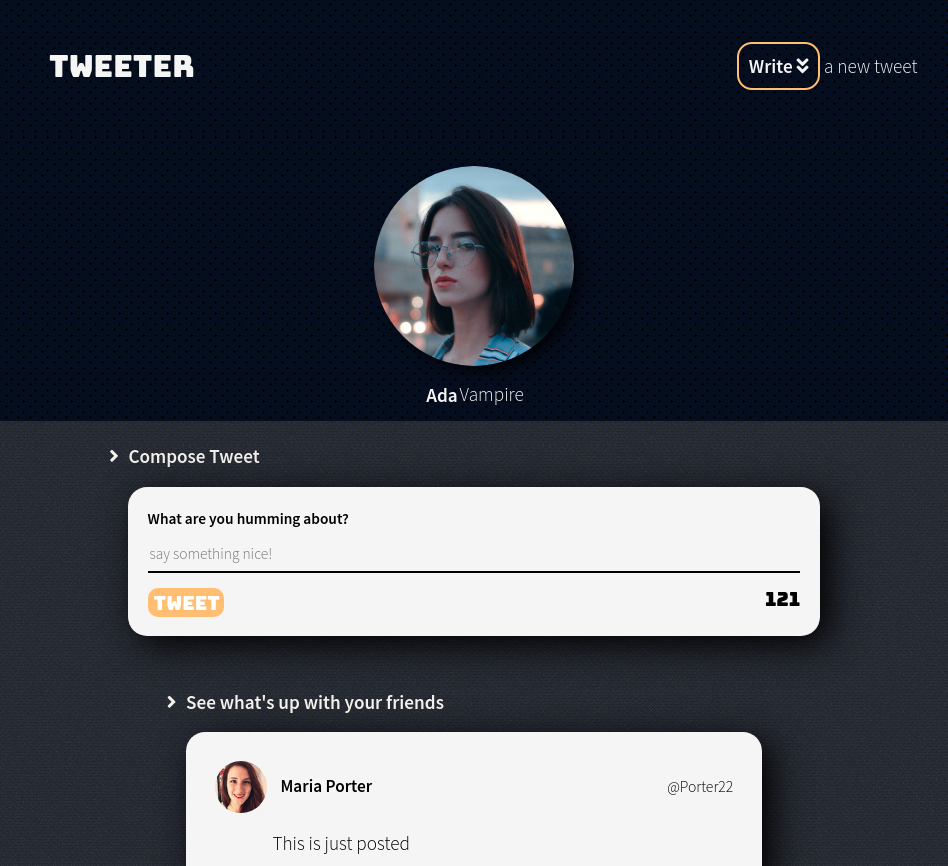 TWEETER
Write a new tweet
Ada Vampire
Compose Tweet
What are you humming about?
say something nice!
TWEET 121
See what's up with your friends
Maria Porter @Porter22
This is just posted